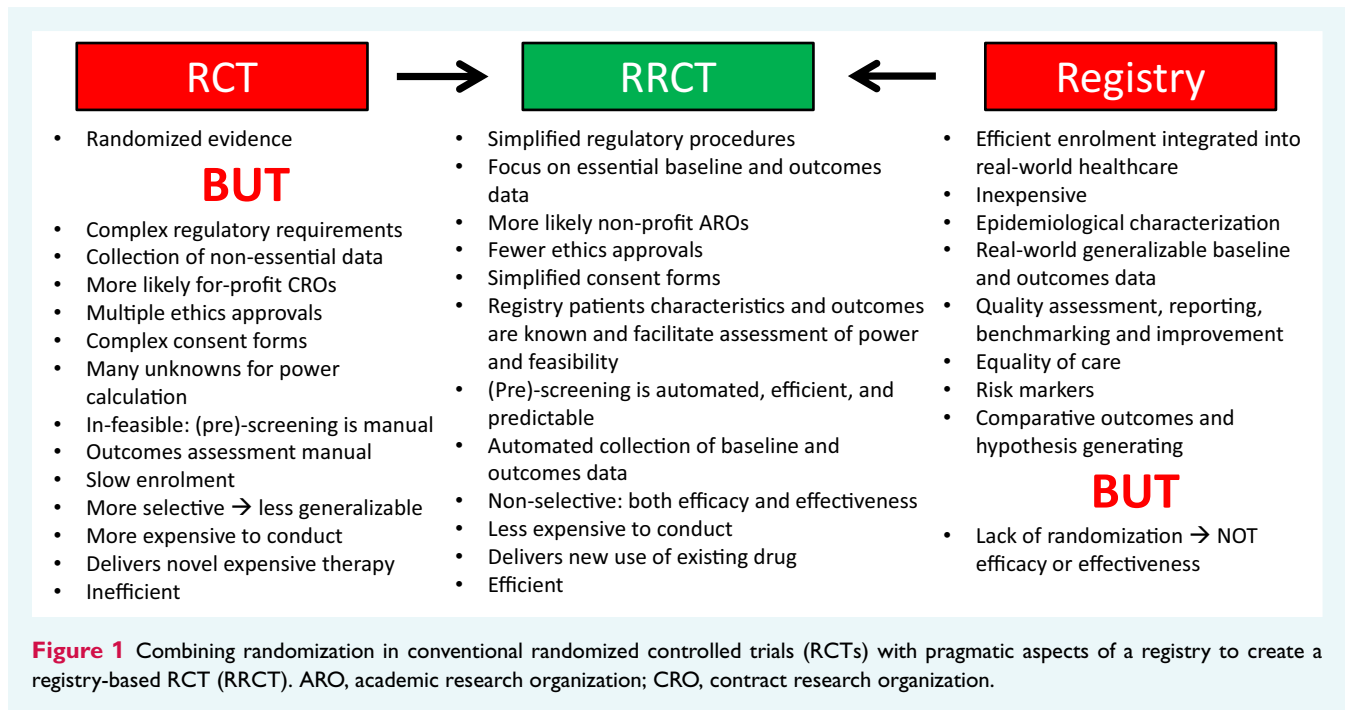 RCT
• Randomized evidence
BUT
• Complex regulatory requirements
• Collection of non-essential data
• More likely for-profit CROs
• Multiple ethics approvals
• Complex consent forms
• Many unknowns for power
calculation
• In-feasible: (pre)-screening is manual
• Outcomes assessment manual
• Slow enrolment
• More selective → less generalizable
• More expensive to conduct
• Delivers novel expensive therapy
• Inefficient
RRCT
• Simplified regulatory procedures
• Focus on essential baseline and outcomes
data
• More likely non-profit AROs
• Fewer ethics approvals
• Simplified consent forms
• Registry patients characteristics and outcomes
are known and facilitate assessment of power
and feasibility
• (Pre)-screening is automated, efficient, and
predictable
• Automated collection of baseline and
outcomes data
• Non-selective: both efficacy and effectiveness
• Less expensive to conduct
• Delivers new use of existing drug
• Efficient
Registry
• Efficient enrolment integrated into
real-world healthcare
• Inexpensive
• Epidemiological characterization
• Real-world generalizable baseline
and outcomes data
• Quality assessment, reporting,
benchmarking and improvement
• Equality of care
• Risk markers
• Comparative outcomes and
hypothesis generating
BUT
• Lack of randomization → NOT
efficacy or effectiveness
Figure 1 Combining randomization in conventional randomized controlled trials (RCTs) with pragmatic aspects of a registry to create a
registry-based RCT (RRCT). ARO, academic research organization; CRO, contract research organization.